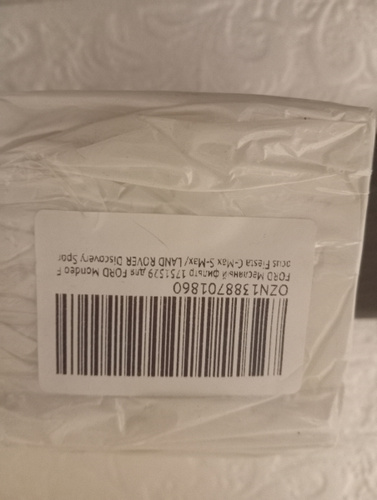 OZN1388701860
FORD Масляный фильтр 1751529 для FORD Mondeo F
ocus Fiesta C-Max S-Max/ LAND ROVER Discovery Spor